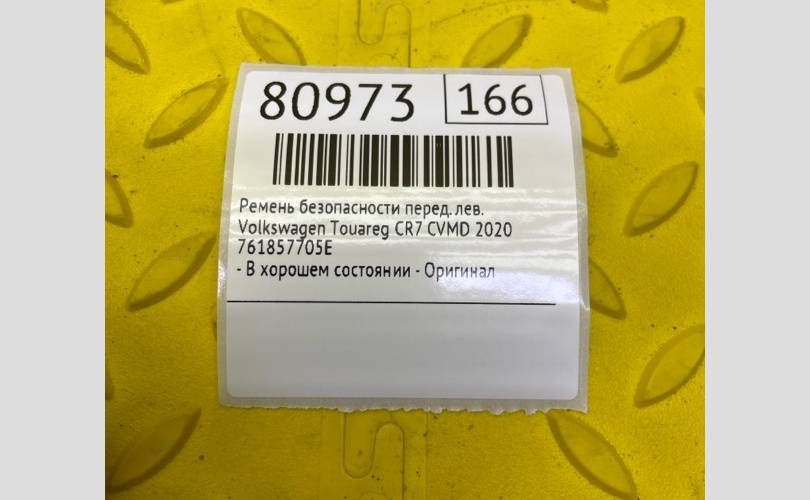 80973 166
Ремень безопасности перед. лев.
Volkswagen Touareg CR7 CVMD 2020
761857705E
- В хорошем состоянии - Оригинал